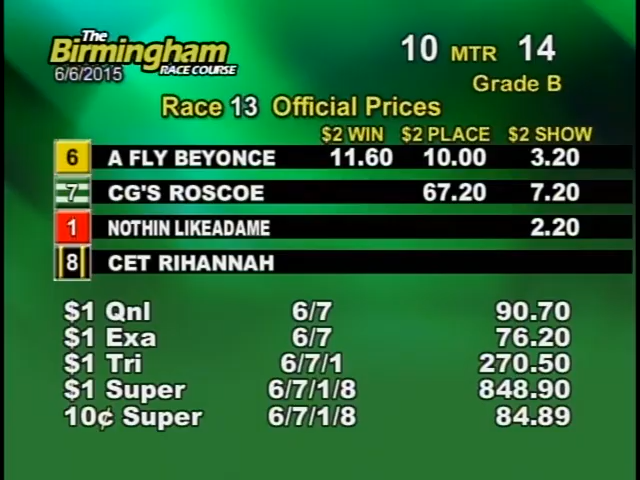 The
Birmingham
RACE COURSE
6/6/2015
10 MTR 14
Grade B
Race 13 Official Prices
$2 WIN $2 PLACE $2 SHOW
6 A FLY BEYONCE 11.60 10.00 3.20
7 CG'S ROSCOE 67.20 7.20
1 NOTHIN LIKEADAME 2.20
8 CET RIHANNAH
$1 Qnl 6/7 90.70
$1 Exa 6/7 76.20
$1 Tri 6/7/1 270.50
$1 Super 6/7/1/8 848.90
10¢ Super 6/7/1/8 84.89